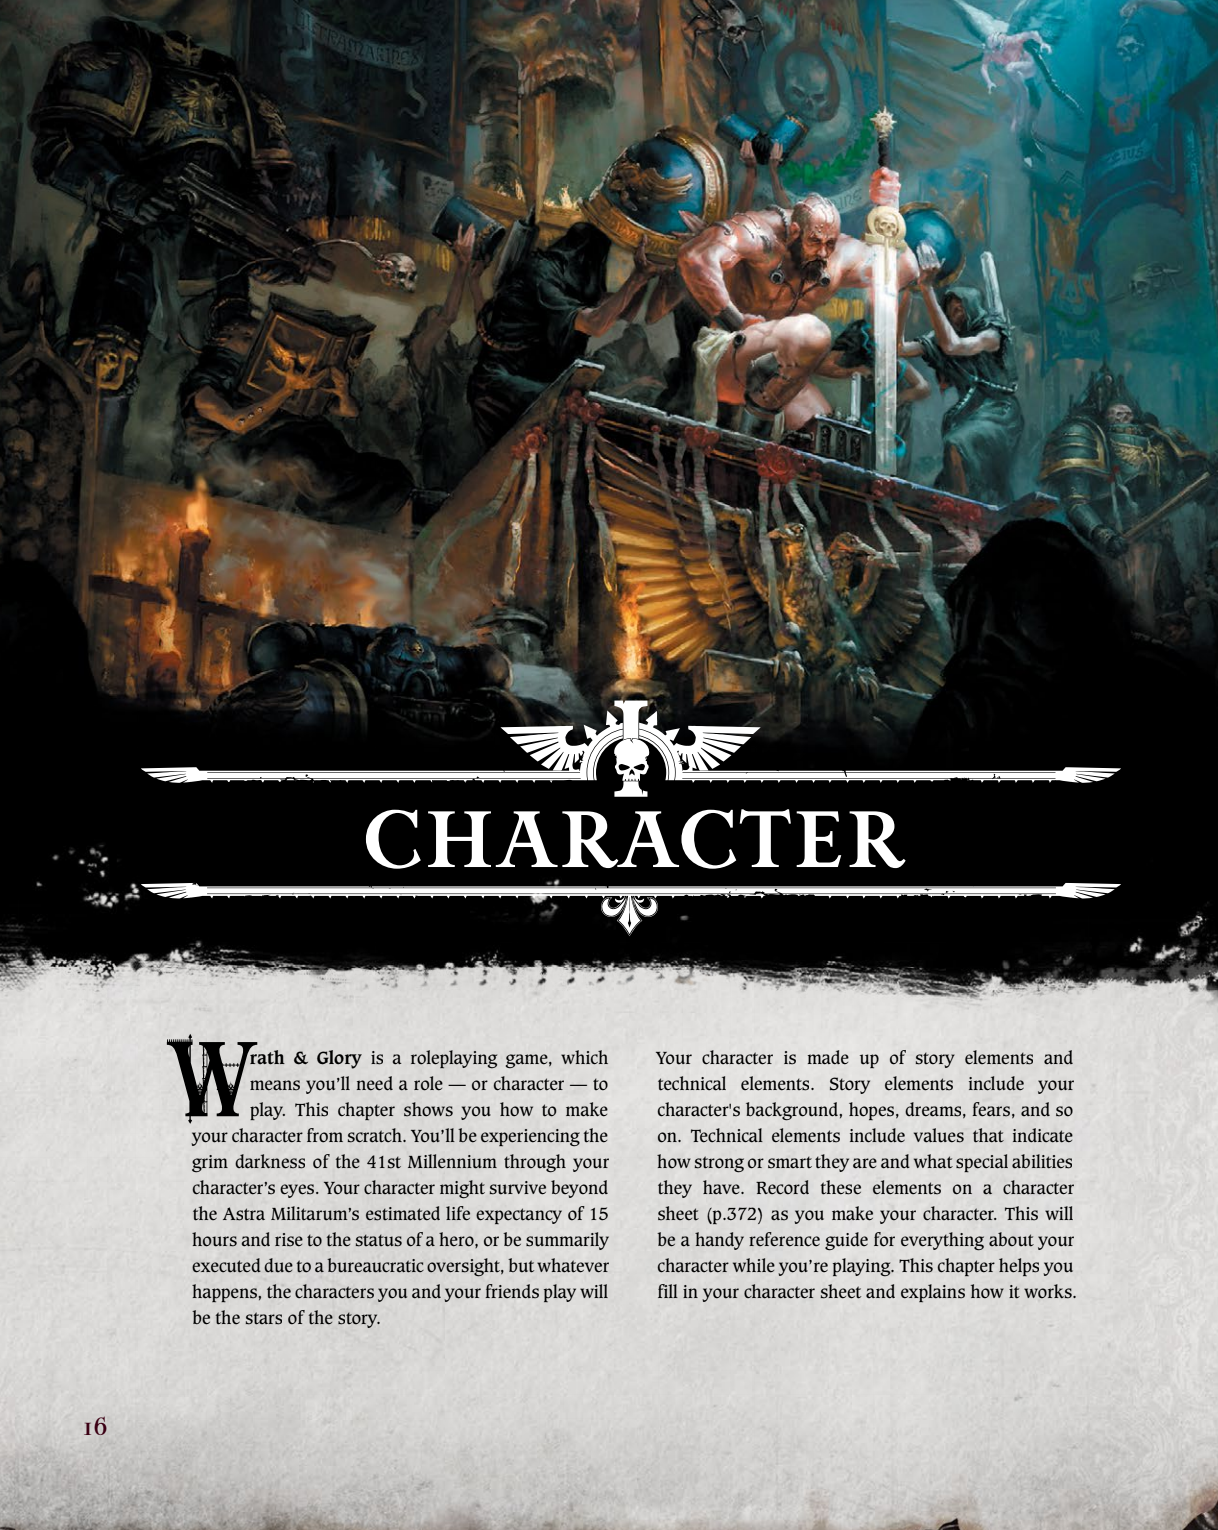 ULTRAMARINES
I
CHARACTER
Wrath & Glory is a roleplaying game, which
means you’ll need a role — or character — to
play. This chapter shows you how to make
your character from scratch. You’ll be experiencing the
grim darkness of the 41st Millennium through your
character’s eyes. Your character might survive beyond
the Astra Militarum’s estimated life expectancy of 15
hours and rise to the status of a hero, or be summarily
executed due to a bureaucratic oversight, but whatever
happens, the characters you and your friends play will
be the stars of the story.
Your character is made up of story elements and
technical elements. Story elements include your
character's background, hopes, dreams, fears, and so
on. Technical elements include values that indicate
how strong or smart they are and what special abilities
they have. Record these elements on a character
sheet (p.372) as you make your character. This will
be a handy reference guide for everything about your
character while you’re playing. This chapter helps you
fill in your character sheet and explains how it works.
16